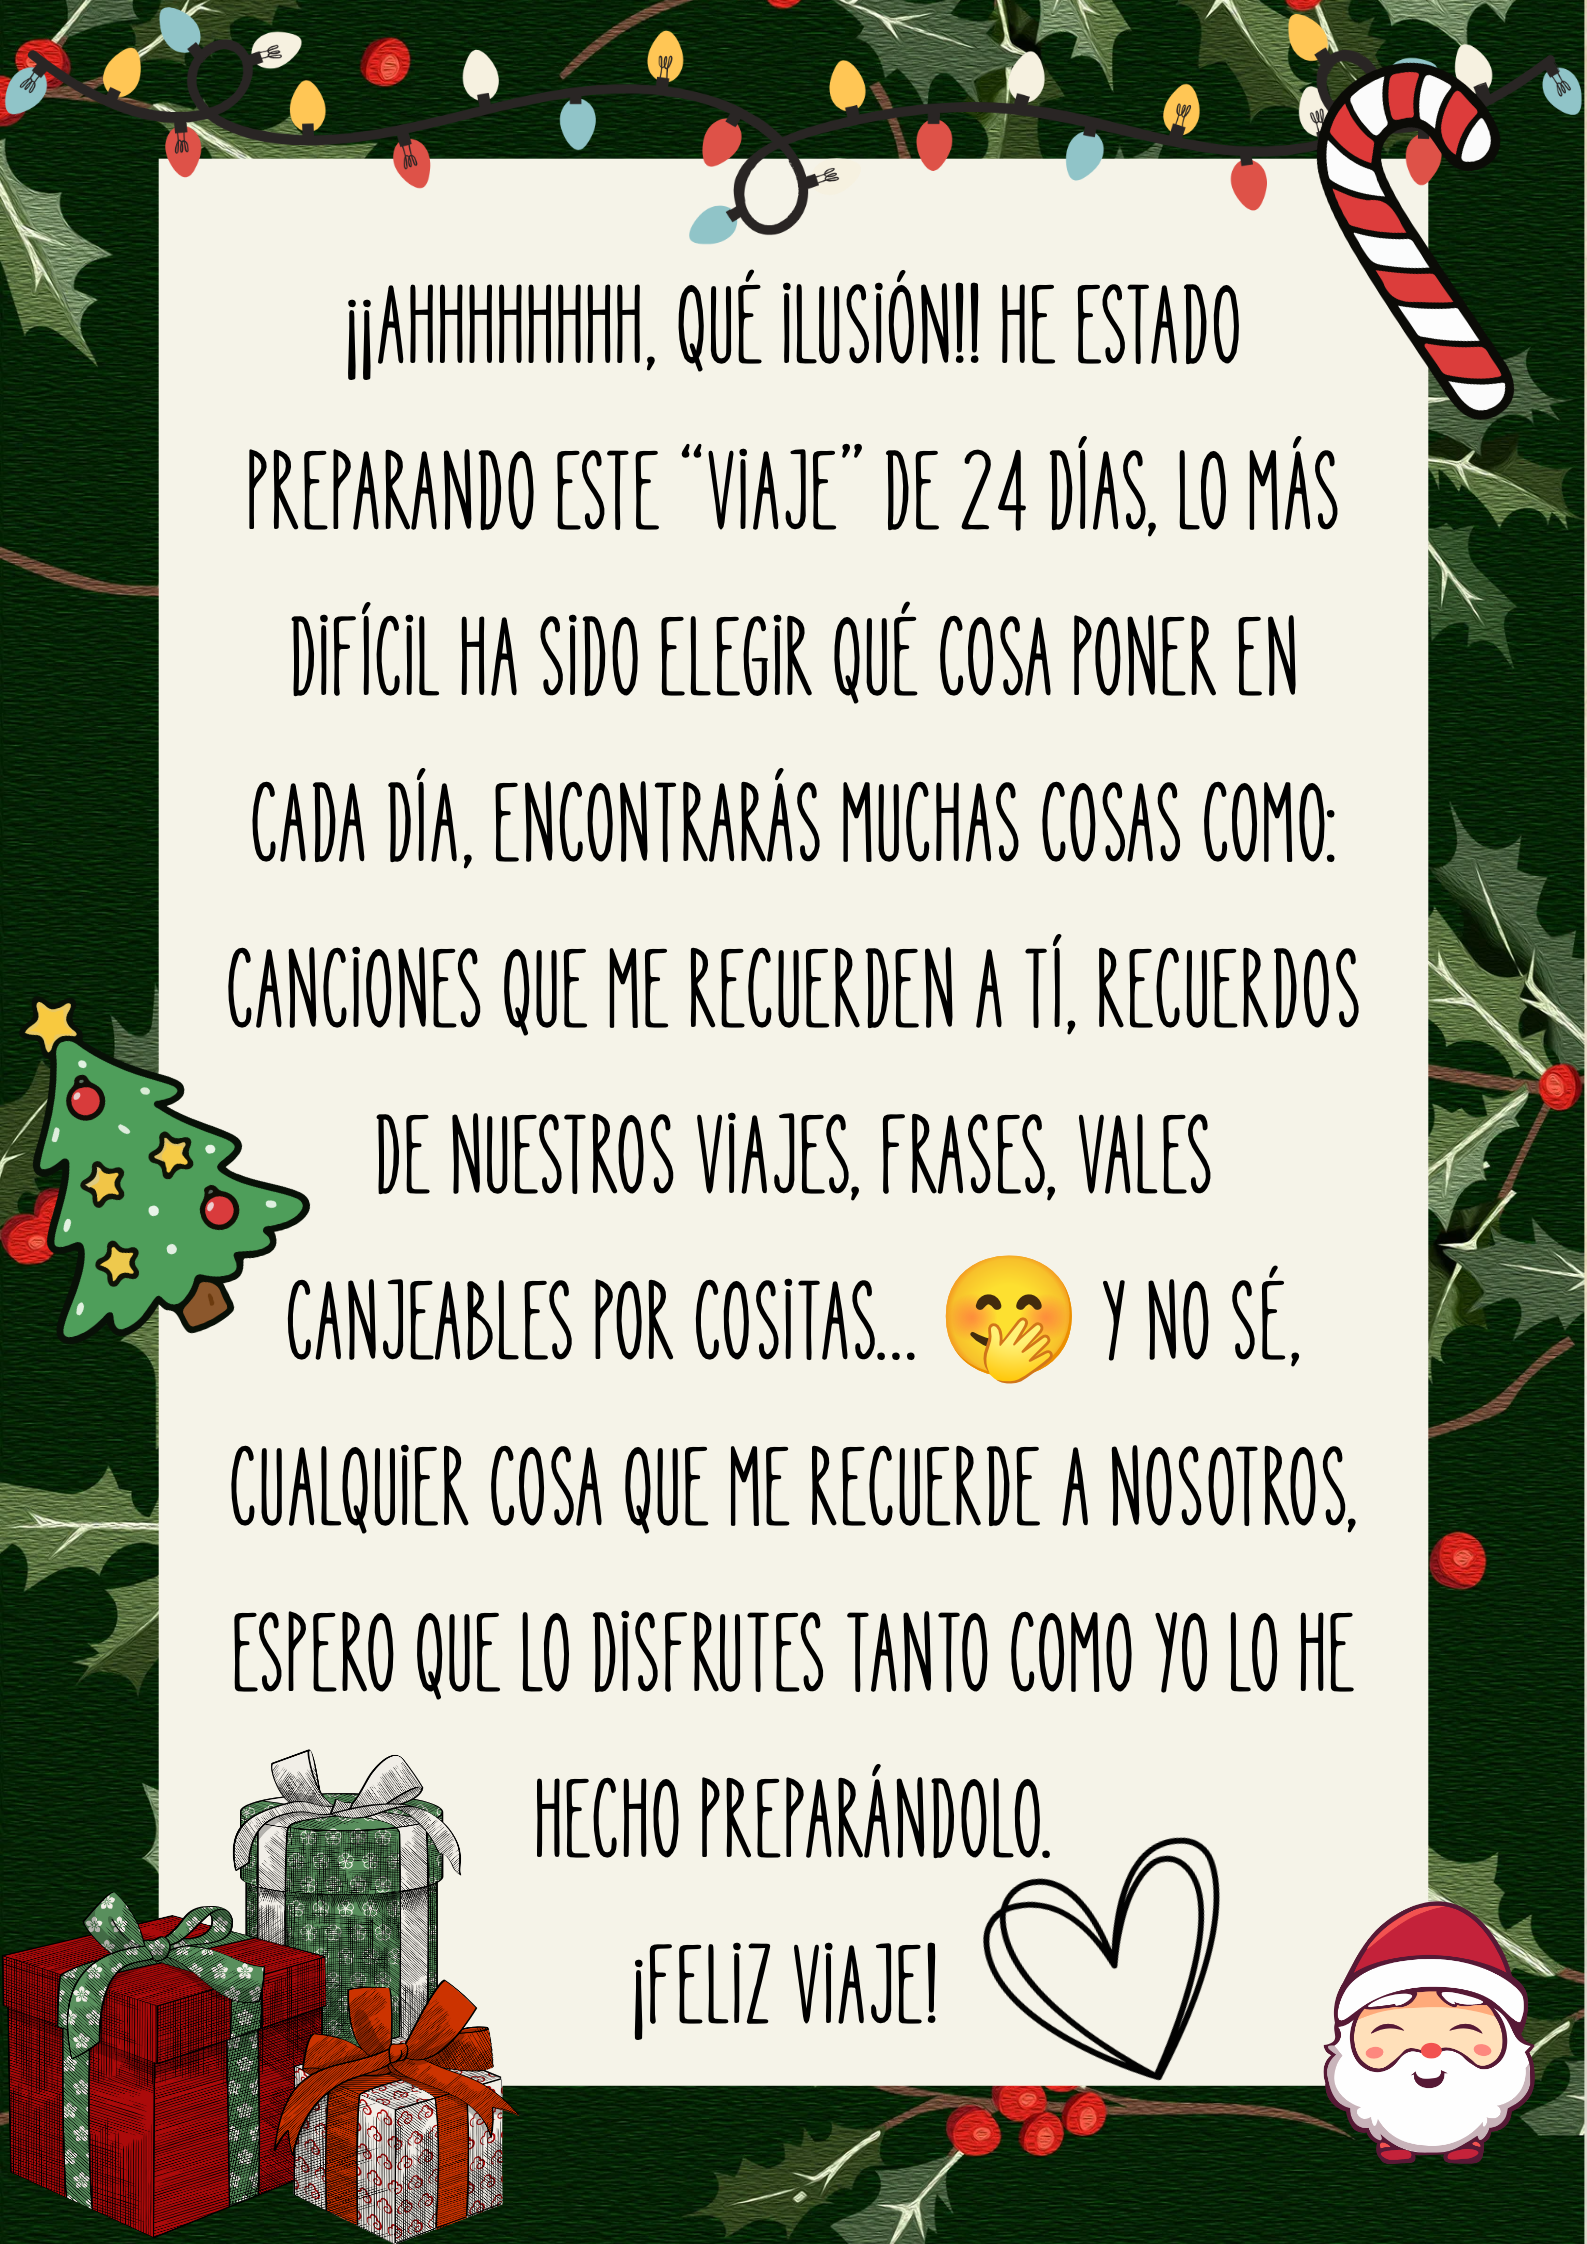 ¡¡AHHHHHHHHH, QUÉ iLUSiÓN!! HE ESTADO
PREPARANDO ESTE “ViAJE” DE 24 DÍAS, LO MÁS
DiFÍCiL HA SiDO ELEGiR QUÉ COSA PONER EN
CADA DÍA, ENCONTRARÁS MUCHAS COSAS COMO:
CANCiONES QUE ME RECUERDEN A TÍ, RECUERDOS
DE NUESTROS ViAJES, FRASES, VALES
CANJEABLES POR COSiTAS... 🤭 Y NO SÉ,
CUALQUiER COSA QUE ME RECUERDE A NOSOTROS,
ESPERO QUE LO DiSFRUTES TANTO COMO YO LO HE
HECHO PREPARÁNDOLO.
¡FELiZ ViAJE!